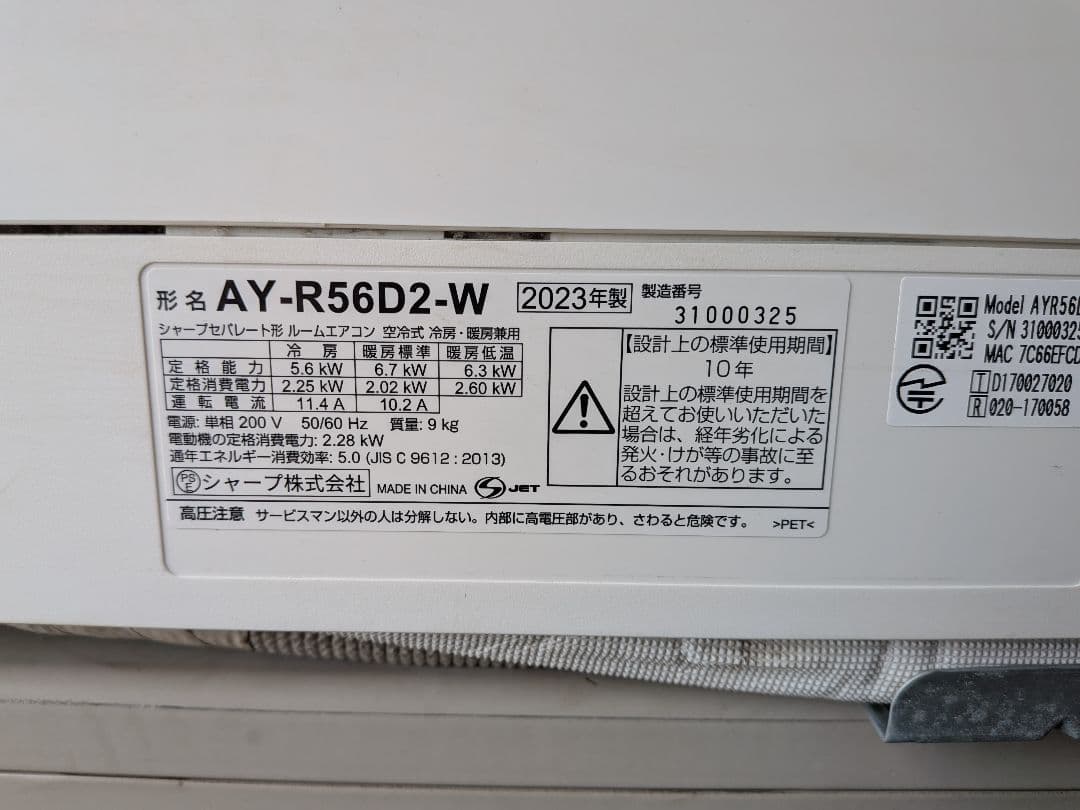 形名 AY-R56D2-W 2023年製 製造番号 31000325
シャープセパレート形 ルームエアコン 空冷式 冷房・暖房兼用
冷房 暖房標準 暖房低温
定格能力 5.6 kW 6.7 kW 6.3 kW
定格消費電力 2.25 kW 2.02 kW 2.60 kW
運転電流 11.4 A 10.2 A
電源: 単相 200 V 50/60 Hz 質量: 9 kg
電動機の定格消費電力: 2.28 kW
通年エネルギー消費効率: 5.0 (JIS C 9612 : 2013)
PSE シャープ株式会社 MADE IN CHINA S JET
【設計上の標準使用期間】
10年
設計上の標準使用期間を
超えてお使いいただいた
場合は、経年劣化による
発火・けが等の事故に至
るおそれがあります。
高圧注意 サービスマン以外の人は分解しない。内部に高電圧部があり、さわると危険です。 >PET<
Model AYR56
S/N 3100032
MAC 7C66EFC
T D170027020
R 020-170058